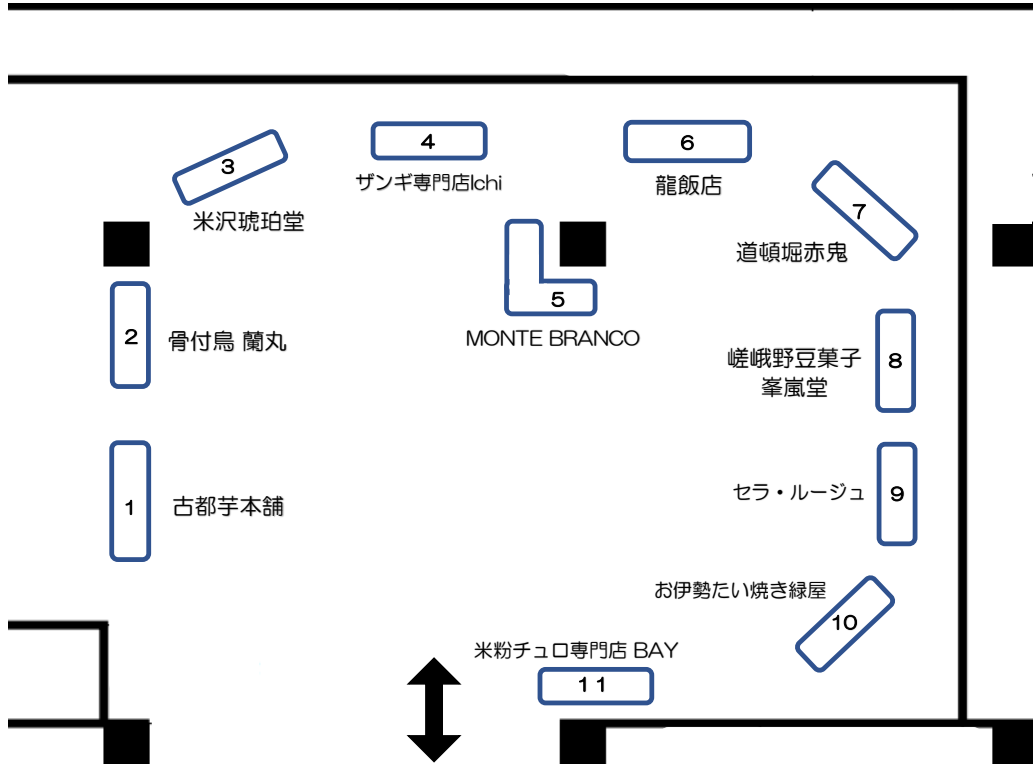 3
米沢琥珀堂
4
ザンギ専門店Ichi
6
龍飯店
7
道頓堀赤鬼
2
骨付鳥 蘭丸
5
MONTE BRANCO
8
嵯峨野豆菓子
峯嵐堂
1
古都芋本舗
9
セラ・ルージュ
10
お伊勢たい焼き緑屋
米粉チュロ専門店 BAY
11